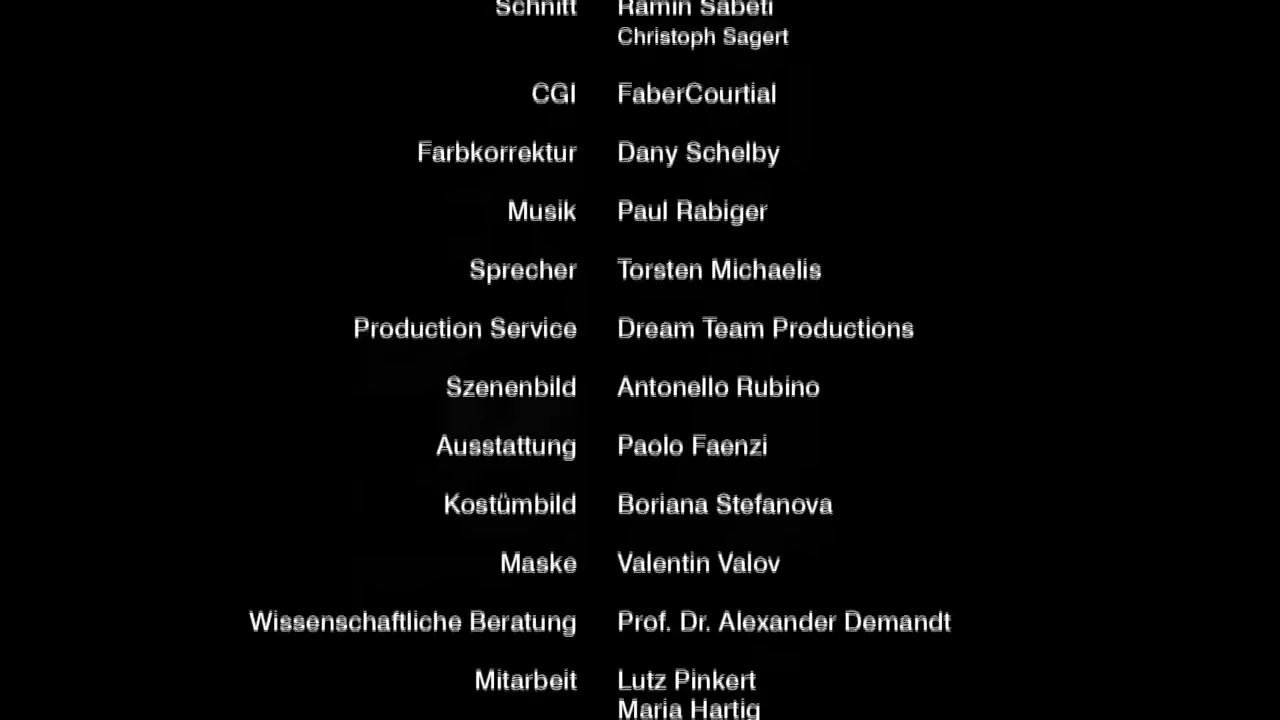 Schnitt Ramin Sabeti
Christoph Sagert
CGI FaberCourtial
Farbkorrektur Dany Schelby
Musik Paul Rabiger
Sprecher Torsten Michaelis
Production Service Dream Team Productions
Szenenbild Antonello Rubino
Ausstattung Paolo Faenzi
Kostümbild Boriana Stefanova
Maske Valentin Valov
Wissenschaftliche Beratung Prof. Dr. Alexander Demandt
Mitarbeit Lutz Pinkert
Maria Hartig